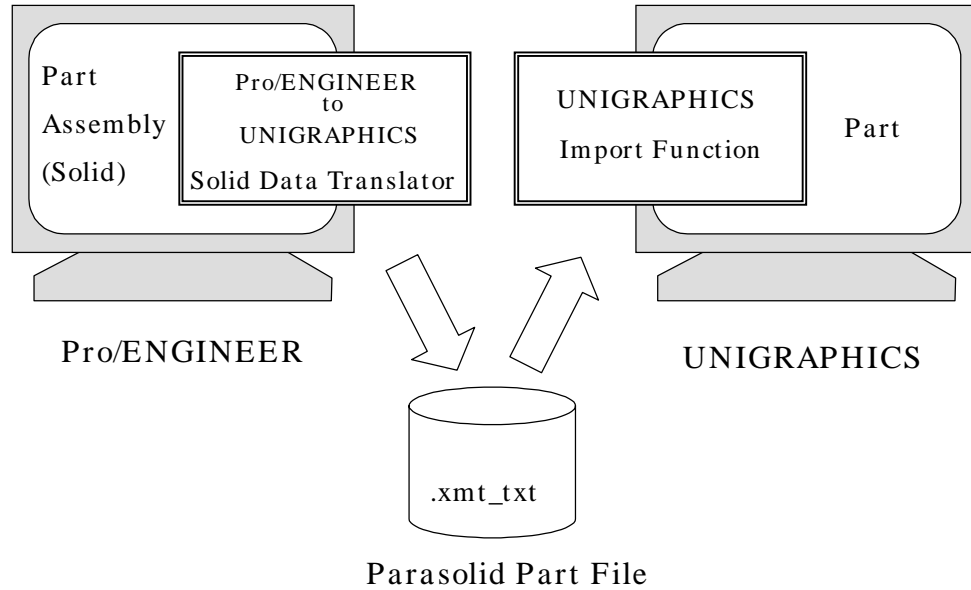 Part
Assembly
(Solid)
Pro/ENGINEER
to
UNIGRAPHICS
Solid Data Translator
UNIGRAPHICS
Import Function
Part
Pro/ENGINEER
UNIGRAPHICS
.xmt_txt
Parasolid Part File